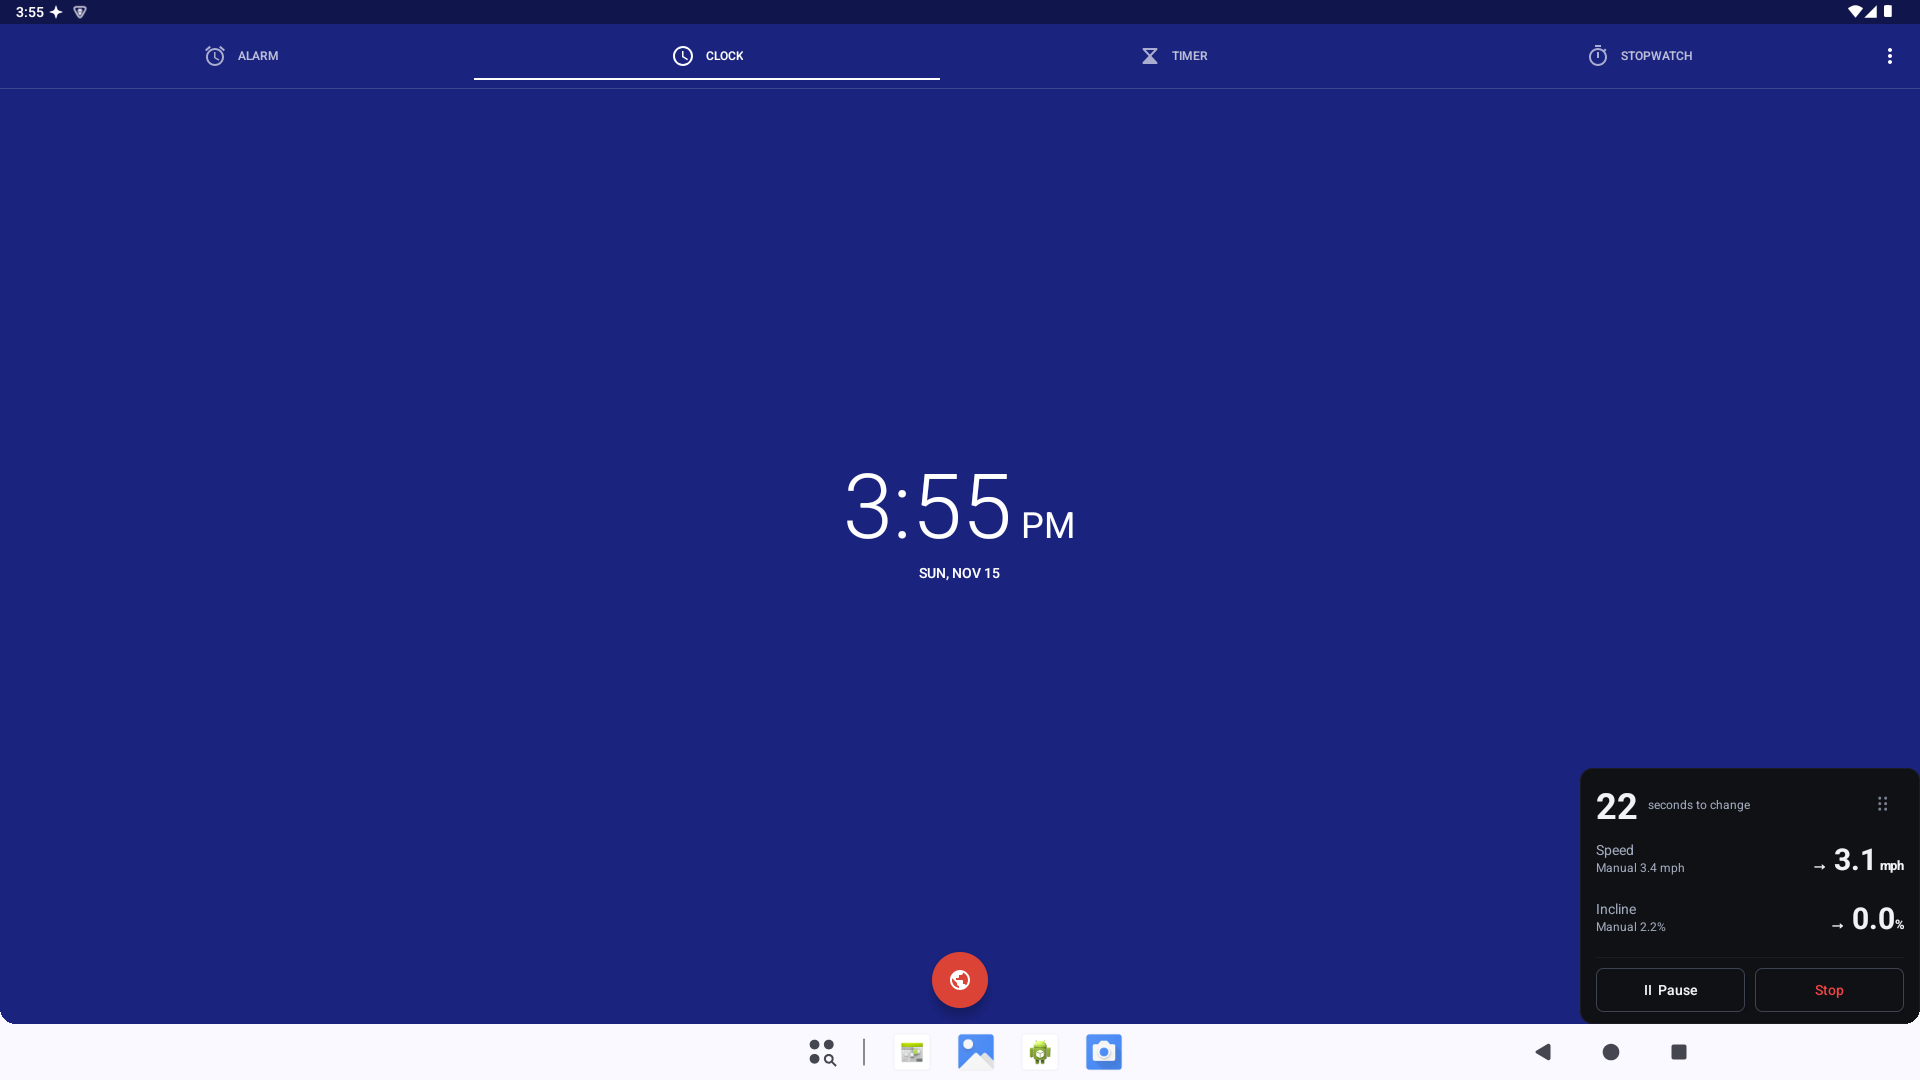 3:55
ALARM
CLOCK
TIMER
STOPWATCH
3:55 PM
SUN, NOV 15
22 seconds to change
Speed
Manual 3.4 mph
→ 3.1 mph
Incline
Manual 2.2%
→ 0.0%
Pause
Stop